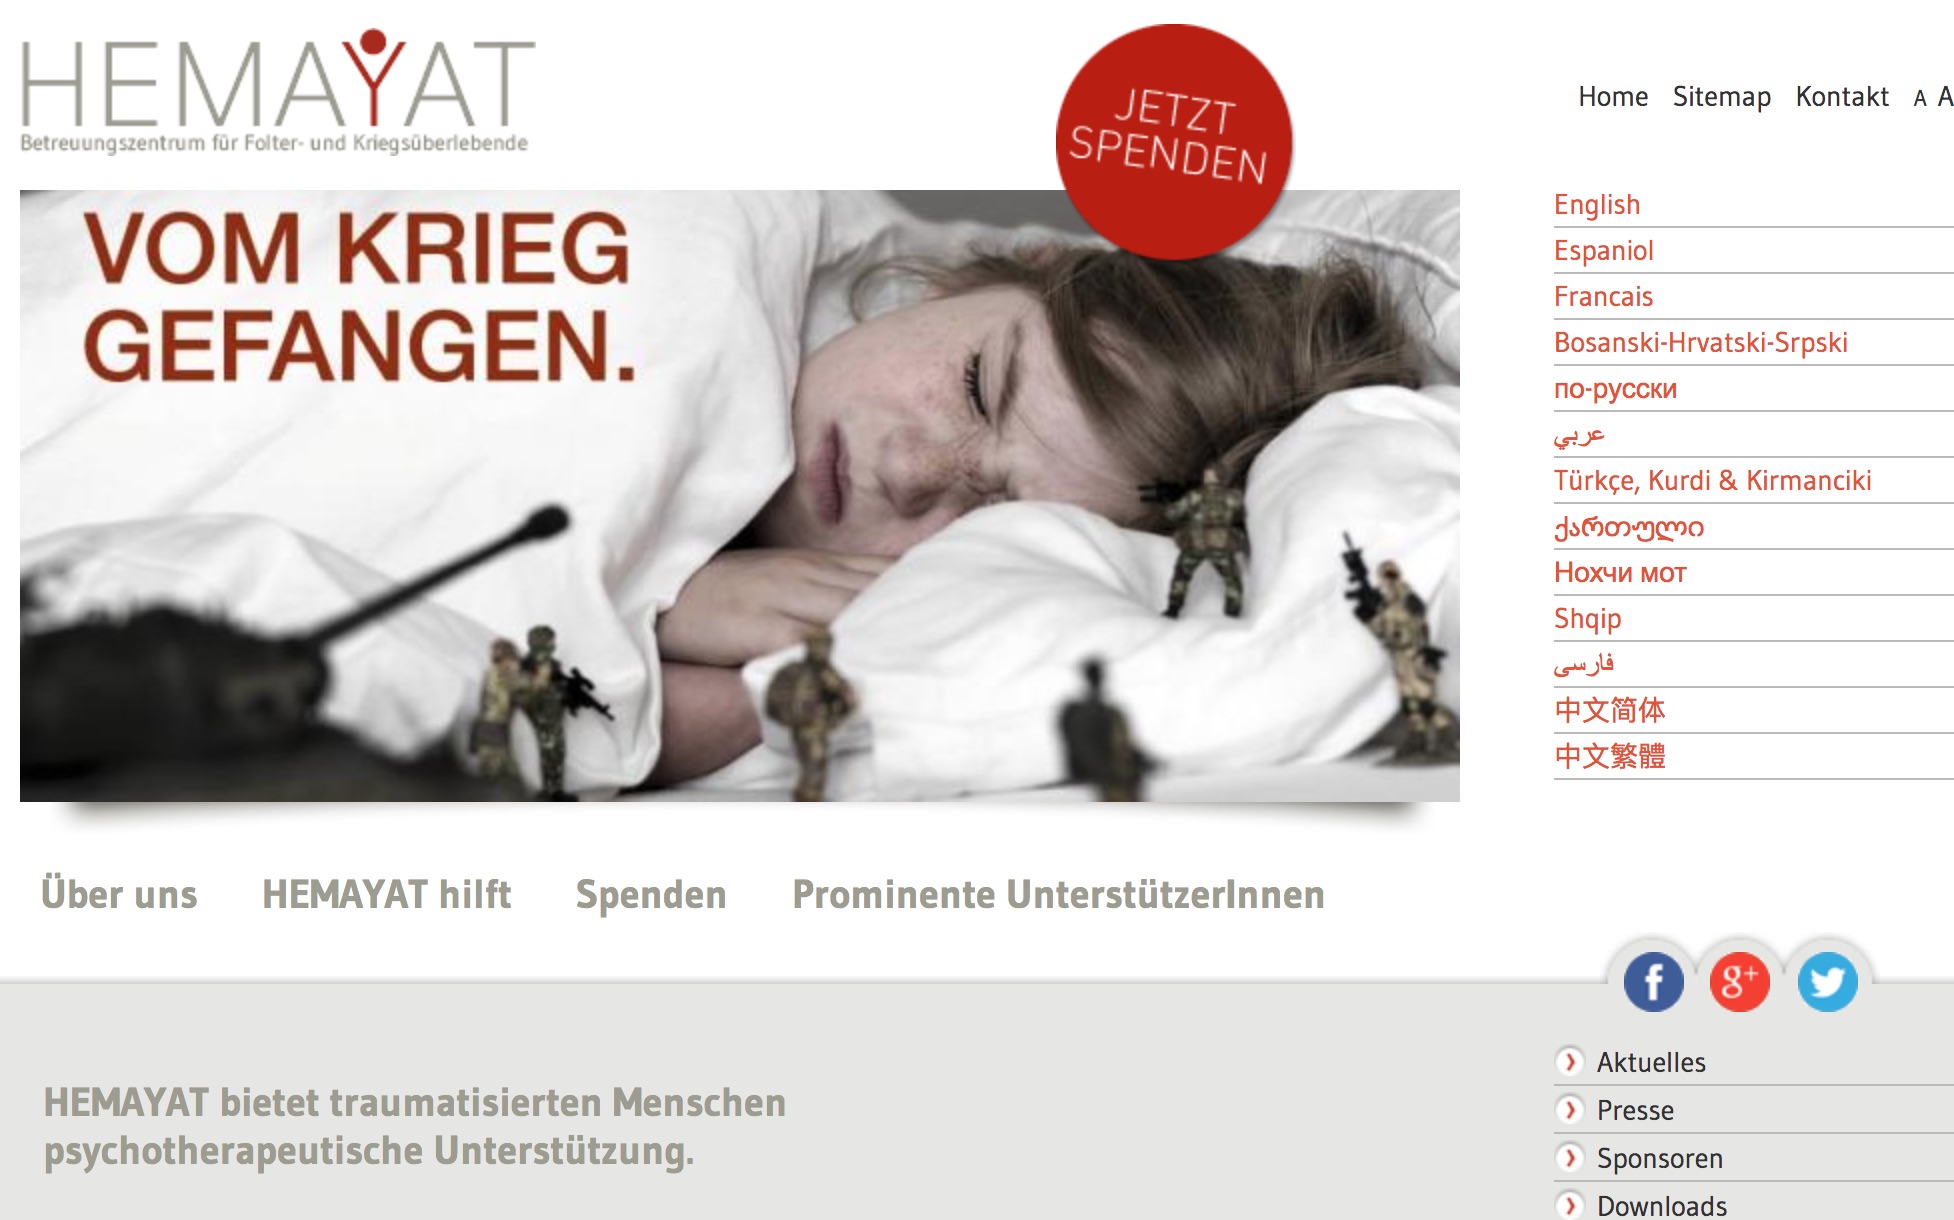 HEMAYAT
Betreuungszentrum für Folter- und Kriegsüberlebende
JETZT
SPENDEN
Home Sitemap Kontakt A A
VOM KRIEG
GEFANGEN.
English
Espaniol
Francais
Bosanski-Hrvatski-Srpski
по-русски
عربي
Türkçe, Kurdi & Kirmanciki
ქართული
Нохчи мот
Shqip
فارسی
中文简体
中文繁體
Über uns HEMAYAT hilft Spenden Prominente UnterstützerInnen
f g+
HEMAYAT bietet traumatisierten Menschen
psychotherapeutische Unterstützung.
Aktuelles
Presse
Sponsoren
Downloads